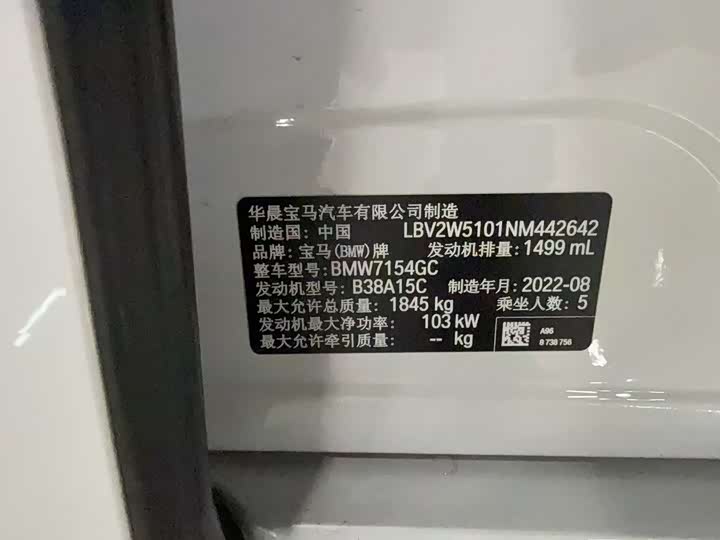 华晨宝马汽车有限公司制造
制造国: 中国 LBV2W5101NM442642
品牌: 宝马(BMW)牌 发动机排量: 1499 mL
整车型号: BMW7154GC
发动机型号: B38A15C 制造年月: 2022-08
最大允许总质量: 1845 kg 乘坐人数: 5
发动机最大净功率: 103 kW
最大允许牵引质量: -- kg
A96
8 738 756